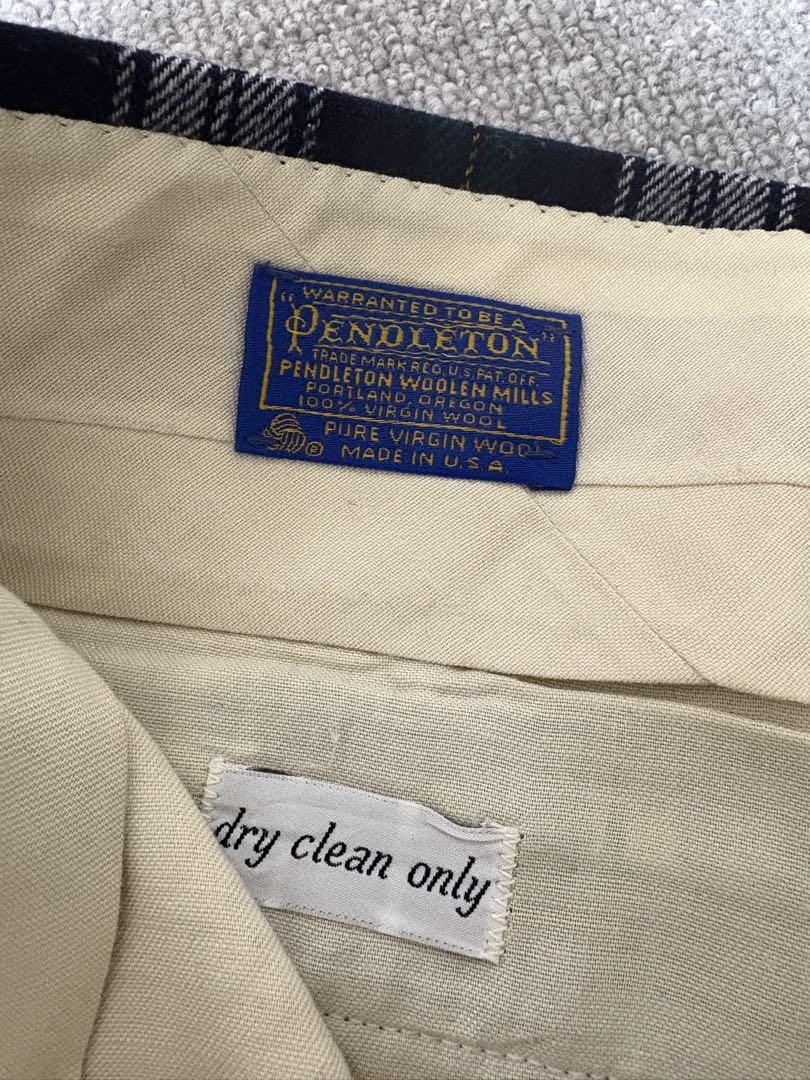 WARRANTED TO BE A
"PENDLETON"
TRADE MARK REG. U.S. PAT. OFF.
PENDLETON WOOLEN MILLS
PORTLAND, OREGON
100% VIRGIN WOOL
® PURE VIRGIN WOOL
MADE IN U.S.A.
dry clean only